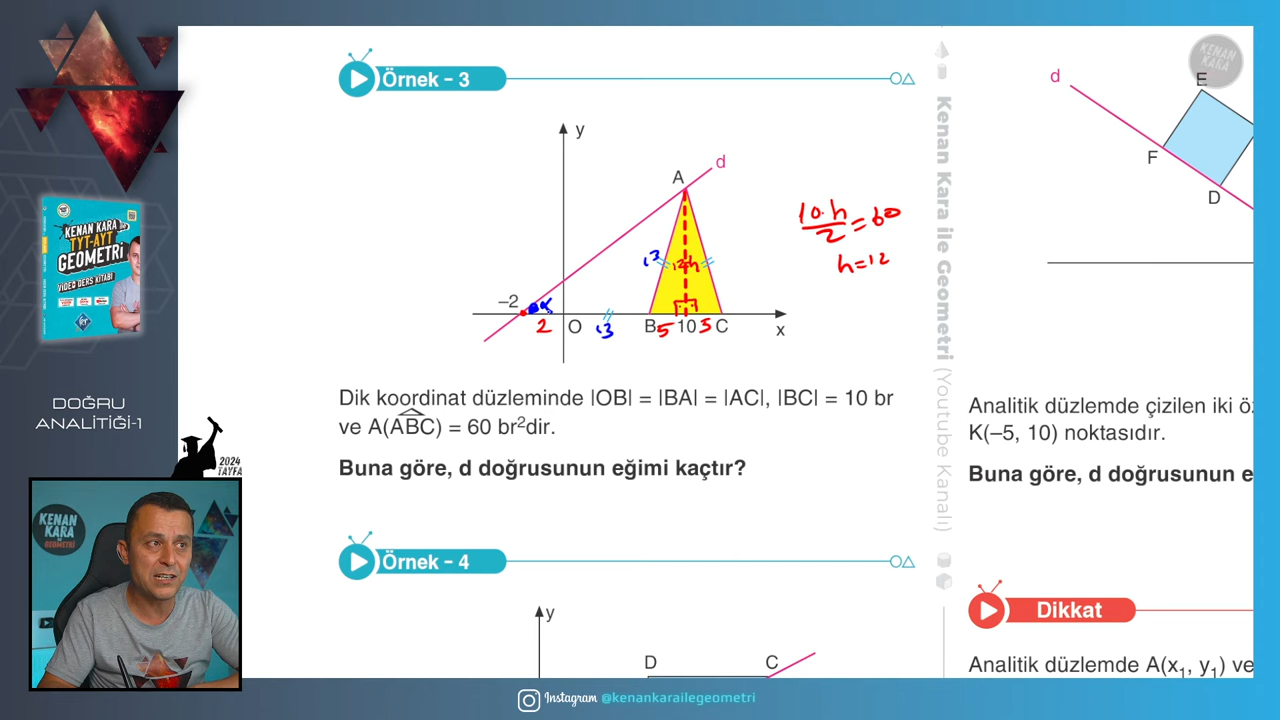 Örnek - 3
y
d
A
10.h
2
=60
h=12
13
12
h
-2
α
2
O
13
B
5
10
5
C
x
Dik koordinat düzleminde |OB| = |BA| = |AC|, |BC| = 10 br
ve A(ABC) = 60 br²dir.
Buna göre, d doğrusunun eğimi kaçtır?
Örnek - 4
y
D
C
Kenan Kara ile Geometri (Youtube Kanalı)
KENAN
KARA
d
E
F
D
Analitik düzlemde çizilen iki öz
K(–5, 10) noktasıdır.
Buna göre, d doğrusunun e
Dikkat
Analitik düzlemde A(x₁, y₁) ve
KENAN KARA
TYT-AYT
GEOMETRİ
VİDEO DERS KİTABI
DOĞRU
ANALİTİĞİ-1
2024
TAYFA
KENAN
KARA
GEOMETRİ
Instagram @kenankarailegeometri